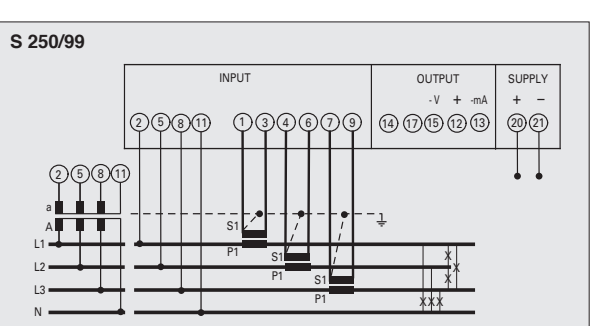 S 250/99
INPUT OUTPUT SUPPLY
- V + -mA + –
2 5 8 11 1 3 4 6 7 9 14 17 15 12 13 20 21
2 5 8 11
a
A
S1
L1
P1
S1
L2
P1
S1
L3
P1
N
X
X
XXX